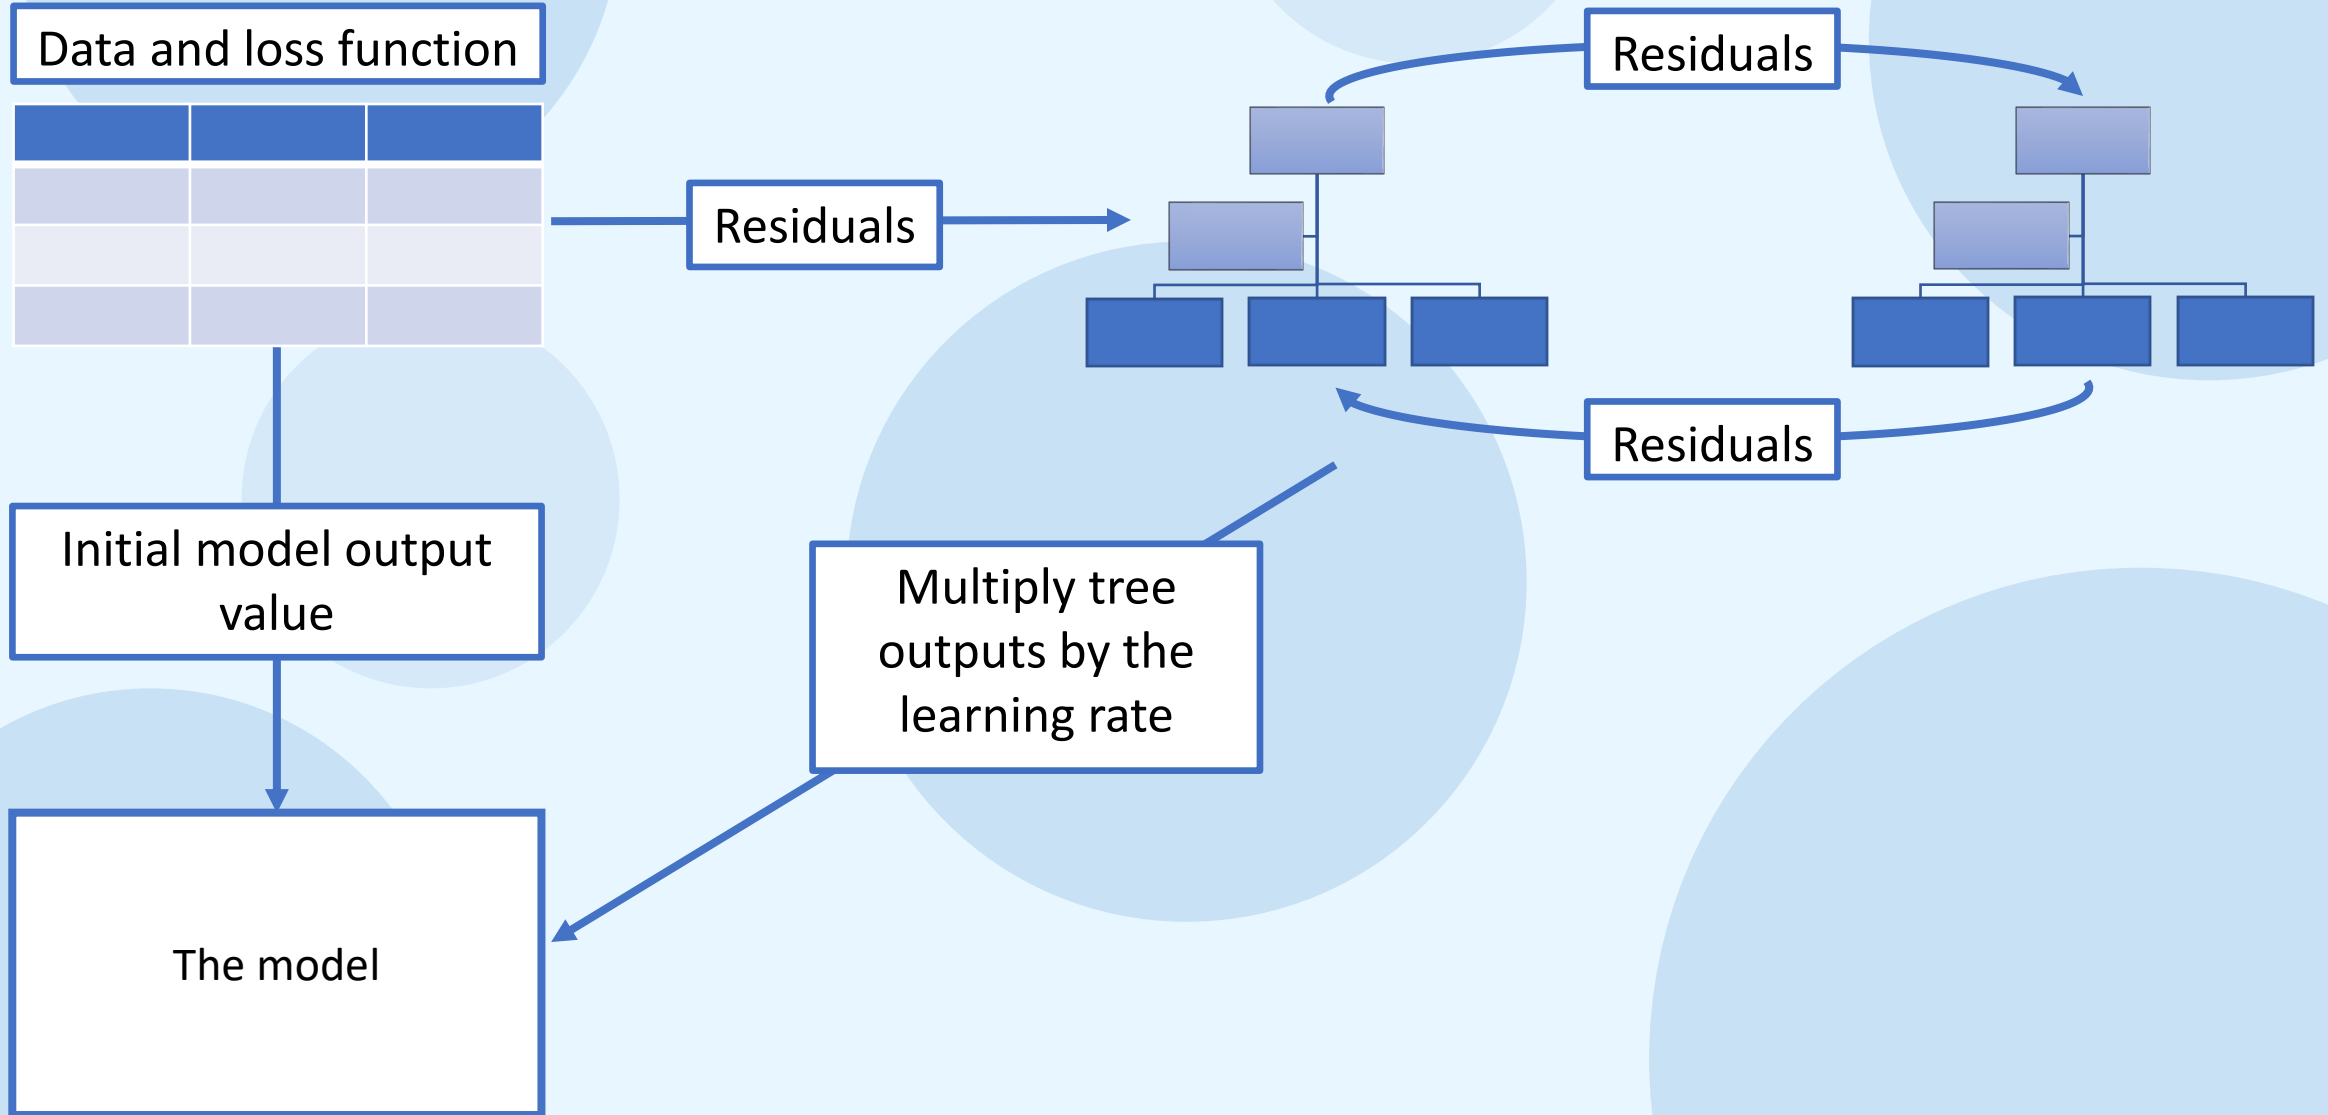 Data and loss function
Residuals
Residuals
Residuals
Initial model output
value
Multiply tree
outputs by the
learning rate
The model